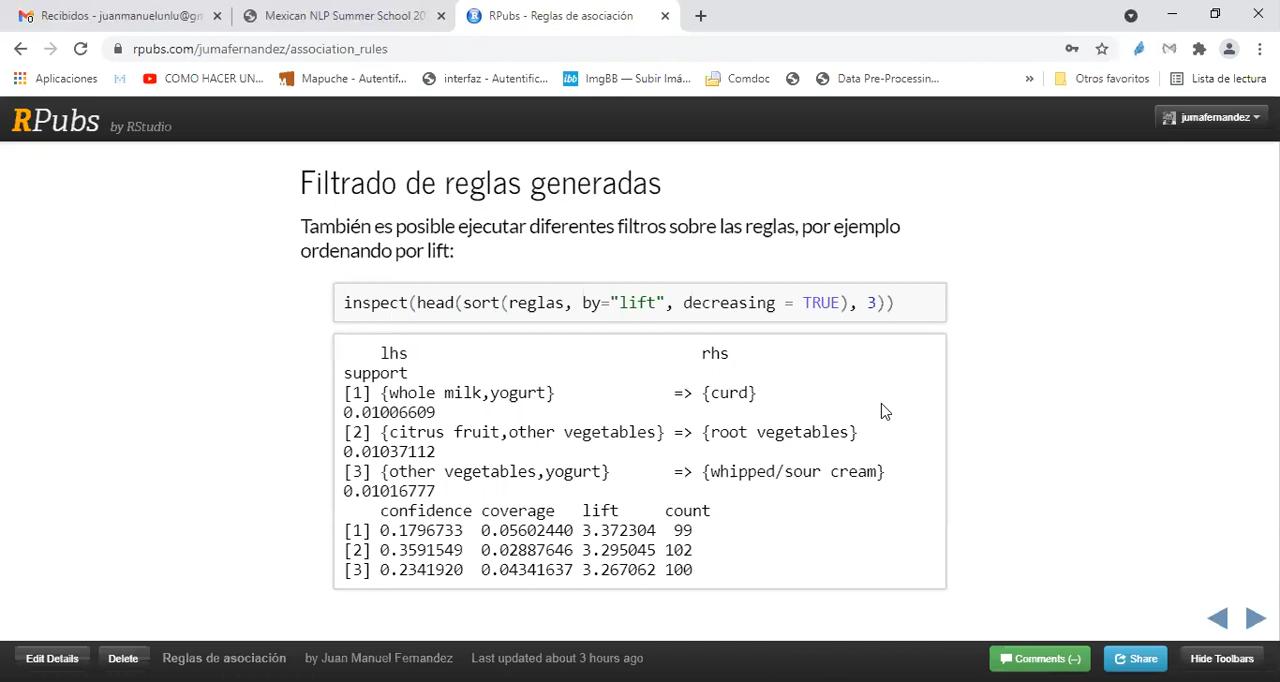 Recibidos - juanmanuelunlu@gm
Mexican NLP Summer School 20
RPubs - Reglas de asociación
rpubs.com/jumafernandez/association_rules
Aplicaciones
COMO HACER UN...
Mapuche - Autentif...
interfaz - Autentific...
ibb
ImgBB — Subir Imá...
Comdoc
Data Pre-Processin...
»
Otros favoritos
Lista de lectura
RPubs by RStudio
jumafernandez
Filtrado de reglas generadas
También es posible ejecutar diferentes filtros sobre las reglas, por ejemplo
ordenando por lift:
inspect(head(sort(reglas, by="lift", decreasing = TRUE), 3))
lhs rhs
support
[1] {whole milk,yogurt} => {curd}
0.01006609
[2] {citrus fruit,other vegetables} => {root vegetables}
0.01037112
[3] {other vegetables,yogurt} => {whipped/sour cream}
0.01016777
confidence coverage lift count
[1] 0.1796733 0.05602440 3.372304 99
[2] 0.3591549 0.02887646 3.295045 102
[3] 0.2341920 0.04341637 3.267062 100
Edit Details
Delete
Reglas de asociación
by Juan Manuel Fernandez
Last updated about 3 hours ago
Comments (–)
Share
Hide Toolbars